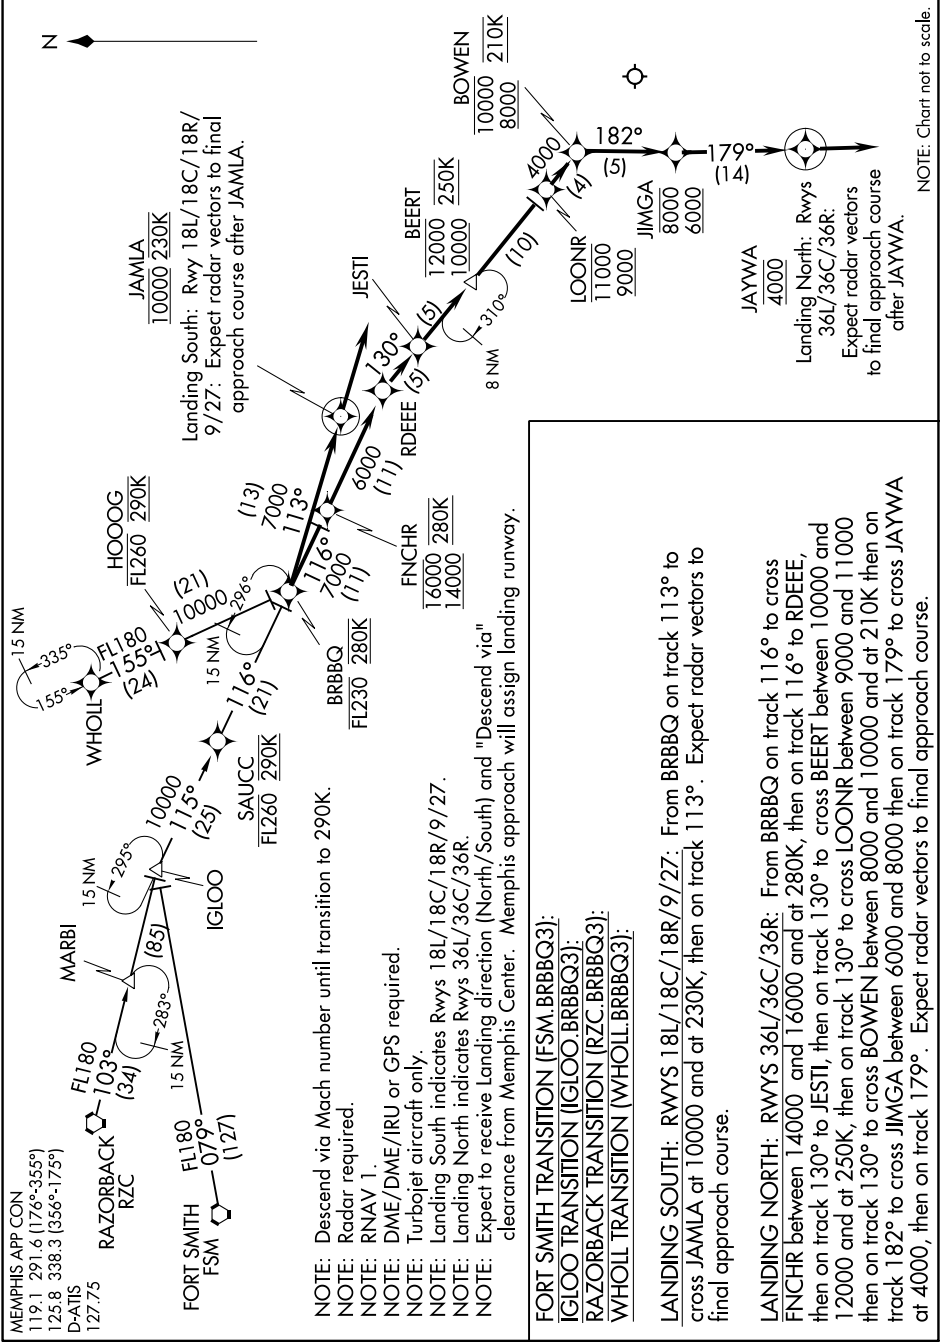 MEMPHIS APP CON
119.1 291.6 (176°-355°)
125.8 338.3 (356°-175°)
D-ATIS
127.75
N
RAZORBACK
RZC
FL180
103°
(34)
FORT SMITH
FSM
FL180
079°
(127)
MARBI
283°
15 NM
(85)
IGLOO
295°
15 NM
10000
115°
(25)
SAUCC
FL260 290K
116°
(21)
WHOLL
15 NM
335°
155°
FL180
155°
(24)
HOOOG
FL260 290K
(21)
10000
296°
15 NM
BRBBQ
FL230 280K
(13)
7000
113°
116°
7000
(11)
JAMLA
10000 230K
Landing South: Rwy 18L/18C/18R/
9/27: Expect radar vectors to final
approach course after JAMLA.
FNCHR
16000 280K
14000
6000
(11)
RDEEE
130°
(5)
JESTI
(5)
BEERT
12000 250K
10000
310°
8 NM
(10)
LOONR
11000
9000
4000
(4)
BOWEN
10000 210K
8000
182°
(5)
JIMGA
8000
6000
179°
(14)
JAYWA
4000
Landing North: Rwys
36L/36C/36R:
Expect radar vectors
to final approach course
after JAYWA.
NOTE: Chart not to scale.
NOTE: Descend via Mach number until transition to 290K.
NOTE: Radar required.
NOTE: RNAV 1.
NOTE: DME/DME/IRU or GPS required.
NOTE: Turbojet aircraft only.
NOTE: Landing South indicates Rwys 18L/18C/18R/9/27.
NOTE: Landing North indicates Rwys 36L/36C/36R.
NOTE: Expect to receive Landing direction (North/South) and "Descend via"
clearance from Memphis Center. Memphis approach will assign landing runway.
FORT SMITH TRANSITION (FSM.BRBBQ3):
IGLOO TRANSITION (IGLOO.BRBBQ3):
RAZORBACK TRANSITION (RZC.BRBBQ3):
WHOLL TRANSITION (WHOLL.BRBBQ3):
LANDING SOUTH: RWYS 18L/18C/18R/9/27: From BRBBQ on track 113° to
cross JAMLA at 10000 and at 230K, then on track 113°. Expect radar vectors to
final approach course.
LANDING NORTH: RWYS 36L/36C/36R: From BRBBQ on track 116° to cross
FNCHR between 14000 and 16000 and at 280K, then on track 116° to RDEEE,
then on track 130° to JESTI, then on track 130° to cross BEERT between 10000 and
12000 and at 250K, then on track 130° to cross LOONR between 9000 and 11000
then on track 130° to cross BOWEN between 8000 and 10000 and at 210K then on
track 182° to cross JIMGA between 6000 and 8000 then on track 179° to cross JAYWA
at 4000, then on track 179°. Expect radar vectors to final approach course.